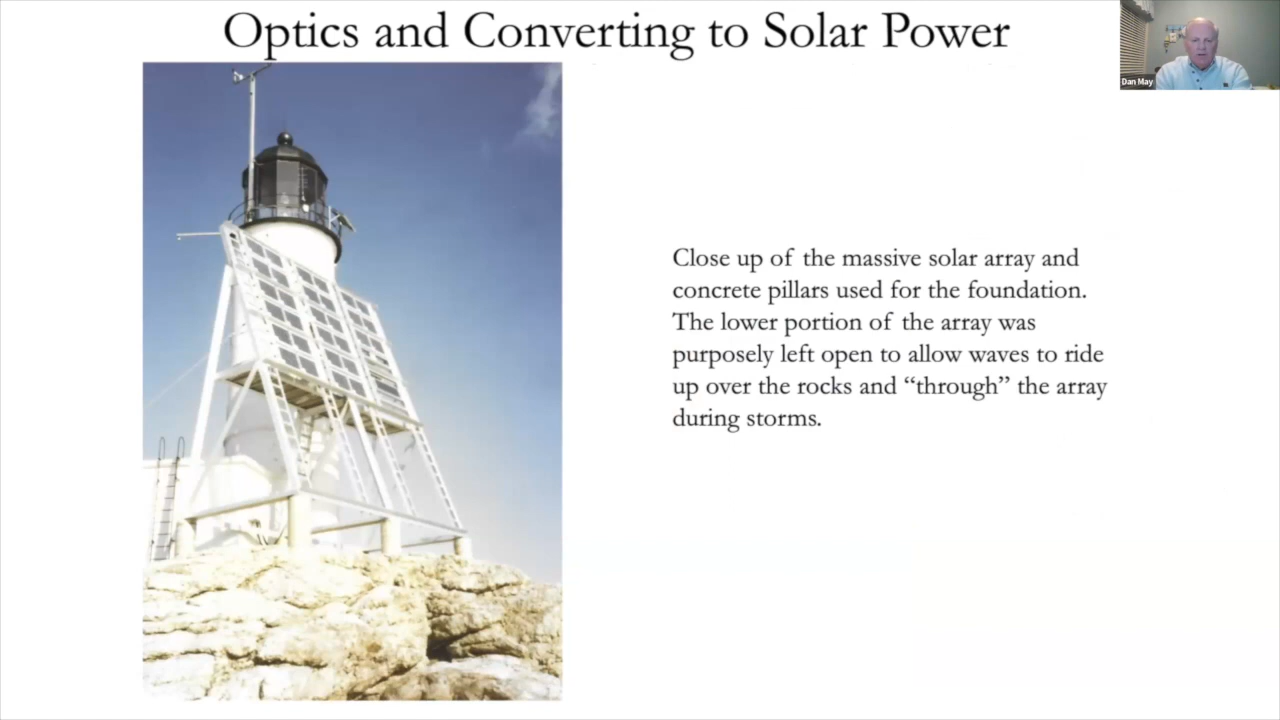 Optics and Converting to Solar Power
Dan May
Close up of the massive solar array and
concrete pillars used for the foundation.
The lower portion of the array was
purposely left open to allow waves to ride
up over the rocks and “through” the array
during storms.